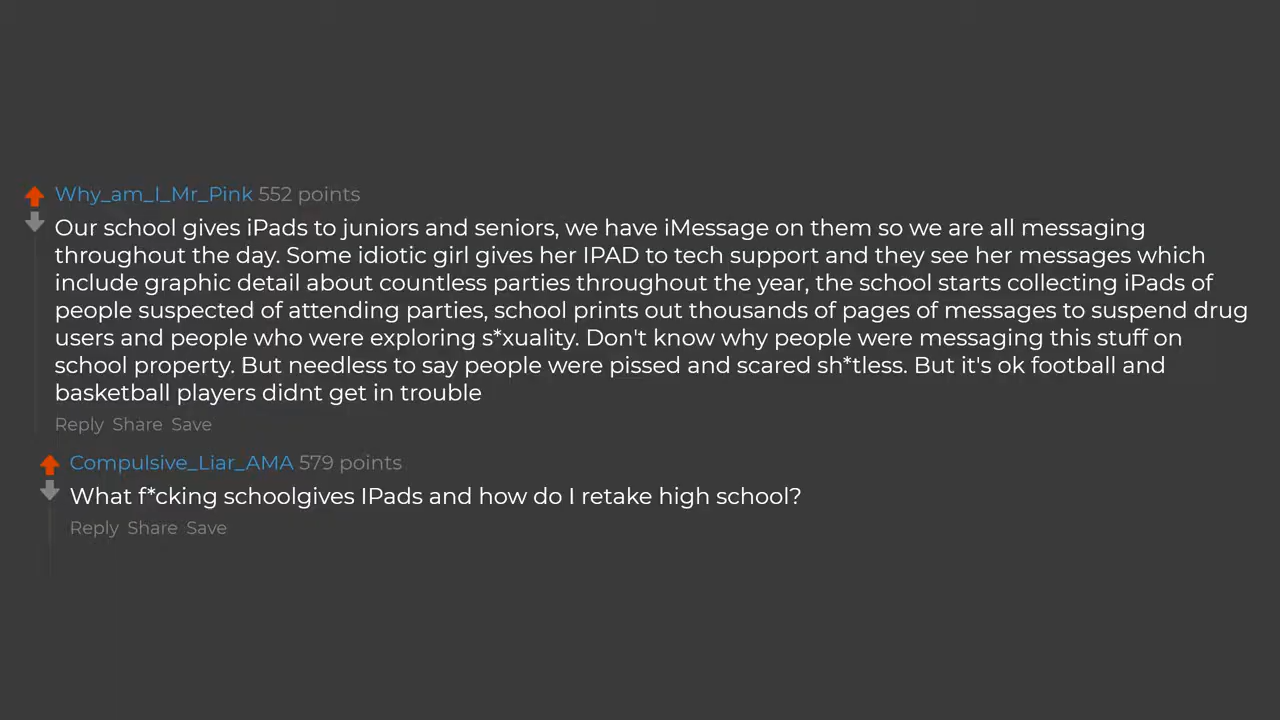 Why_am_I_Mr_Pink 552 points
Our school gives iPads to juniors and seniors, we have iMessage on them so we are all messaging
throughout the day. Some idiotic girl gives her IPAD to tech support and they see her messages which
include graphic detail about countless parties throughout the year, the school starts collecting iPads of
people suspected of attending parties, school prints out thousands of pages of messages to suspend drug
users and people who were exploring s*xuality. Don't know why people were messaging this stuff on
school property. But needless to say people were pissed and scared sh*tless. But it's ok football and
basketball players didnt get in trouble
Reply Share Save
Compulsive_Liar_AMA 579 points
What f*cking schoolgives IPads and how do I retake high school?
Reply Share Save